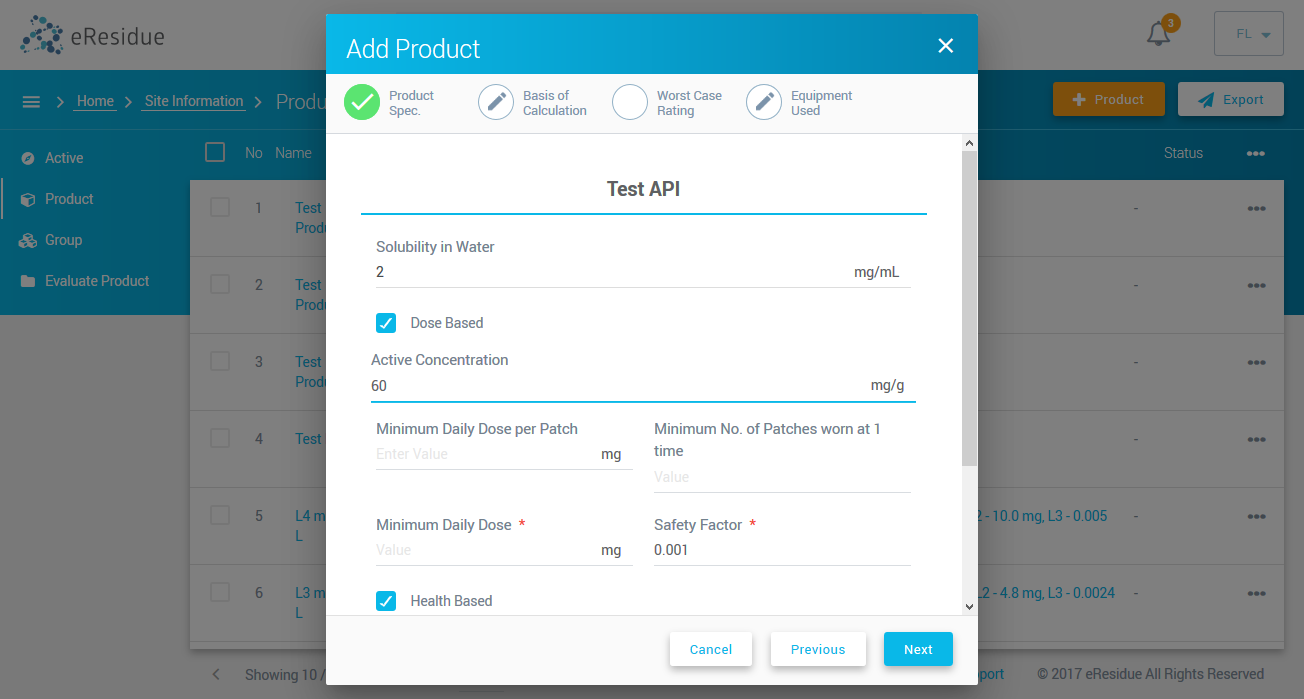 eResidue
3
FL
Add Product
Home
Site Information
Produ
Product
Export
Product
Spec.
Basis of
Calculation
Worst Case
Rating
Equipment
Used
Active
Product
Group
Evaluate Product
No
Name
Status
1
Test
Produ
-
2
Test
Produ
-
3
Test
Produ
-
4
Test
-
5
L4 m
L
2 - 10.0 mg, L3 - 0.005
-
6
L3 m
L
L2 - 4.8 mg, L3 - 0.0024
-
Test API
Solubility in Water
2 mg/mL
Dose Based
Active Concentration
60 mg/g
Minimum Daily Dose per Patch
Enter Value mg
Minimum No. of Patches worn at 1
time
Value
Minimum Daily Dose *
Value mg
Safety Factor *
0.001
Health Based
Cancel
Previous
Next
Showing 10 /
port
© 2017 eResidue All Rights Reserved